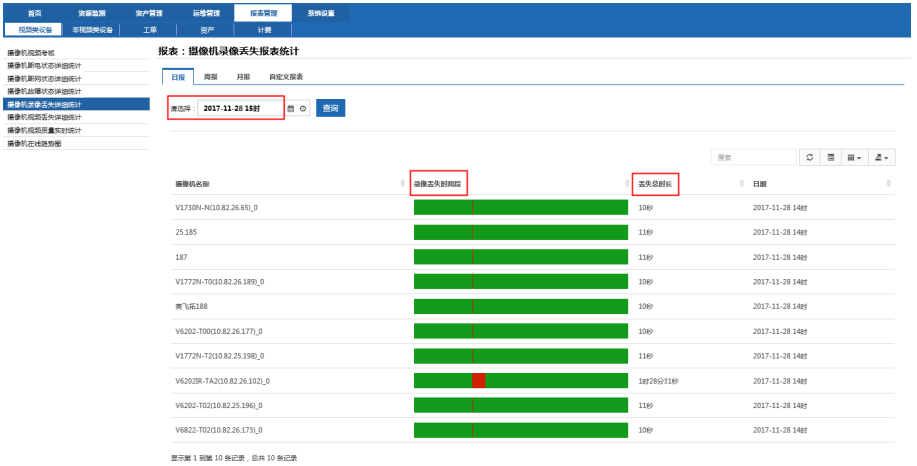 首页 资源监测 资产管理 运维管理 报表管理 系统设置
视频类设备 非视频类设备 工单 资产 计费
摄像机视频考核
摄像机断电状态详细统计
摄像机断网状态详细统计
摄像机故障状态详细统计
摄像机录像丢失详细统计
摄像机视频丢失详细统计
摄像机视频质量实时统计
摄像机在线趋势图
报表：摄像机录像丢失报表统计
日报 周报 月报 自定义报表
请选择： 2017-11-28 15时 查询
搜索
摄像机名称 录像丢失时间段 丢失总时长 日期
V1730N-N(10.82.26.65)_0 10秒 2017-11-28 14时
25.185 11秒 2017-11-28 14时
187 11秒 2017-11-28 14时
V1772N-T0(10.82.26.189)_0 10秒 2017-11-28 14时
英飞拓188 10秒 2017-11-28 14时
V6202-T00(10.82.26.177)_0 10秒 2017-11-28 14时
V1772N-T2(10.82.25.198)_0 11秒 2017-11-28 14时
V6202IR-TA2(10.82.26.102)_0 1时28分31秒 2017-11-28 14时
V6202-T02(10.82.25.196)_0 11秒 2017-11-28 14时
V6822-T02(10.82.26.173)_0 10秒 2017-11-28 14时
显示第 1 到第 10 条记录，总共 10 条记录